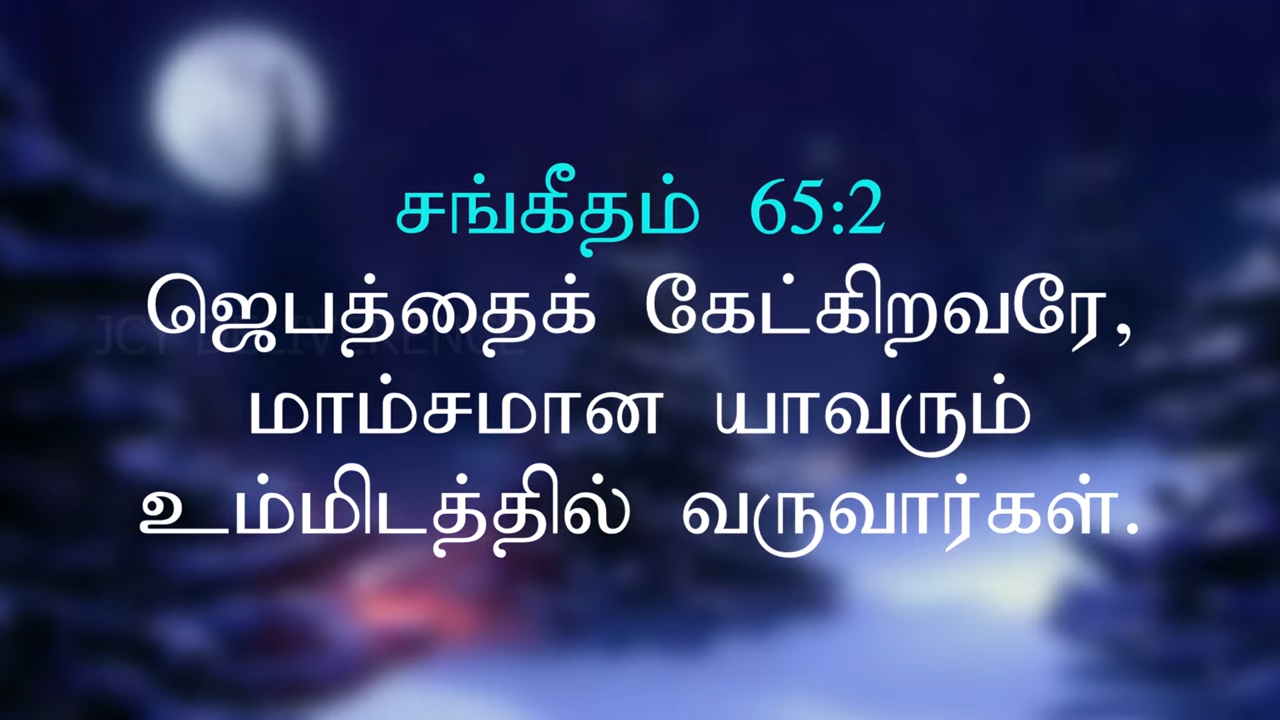 சங்கீதம் 65:2
ஜெபத்தைக் கேட்கிறவரே,
மாம்சமான யாவரும்
உம்மிடத்தில் வருவார்கள்.